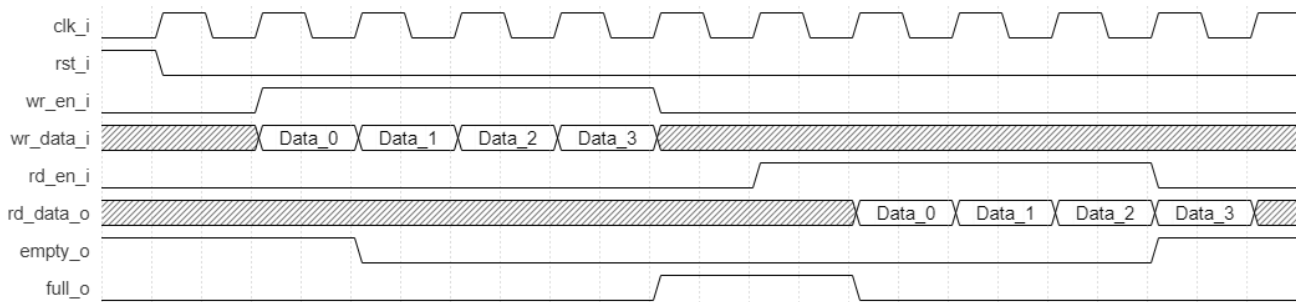 clk_i
rst_i
wr_en_i
wr_data_i Data_0 Data_1 Data_2 Data_3
rd_en_i
rd_data_o Data_0 Data_1 Data_2 Data_3
empty_o
full_o